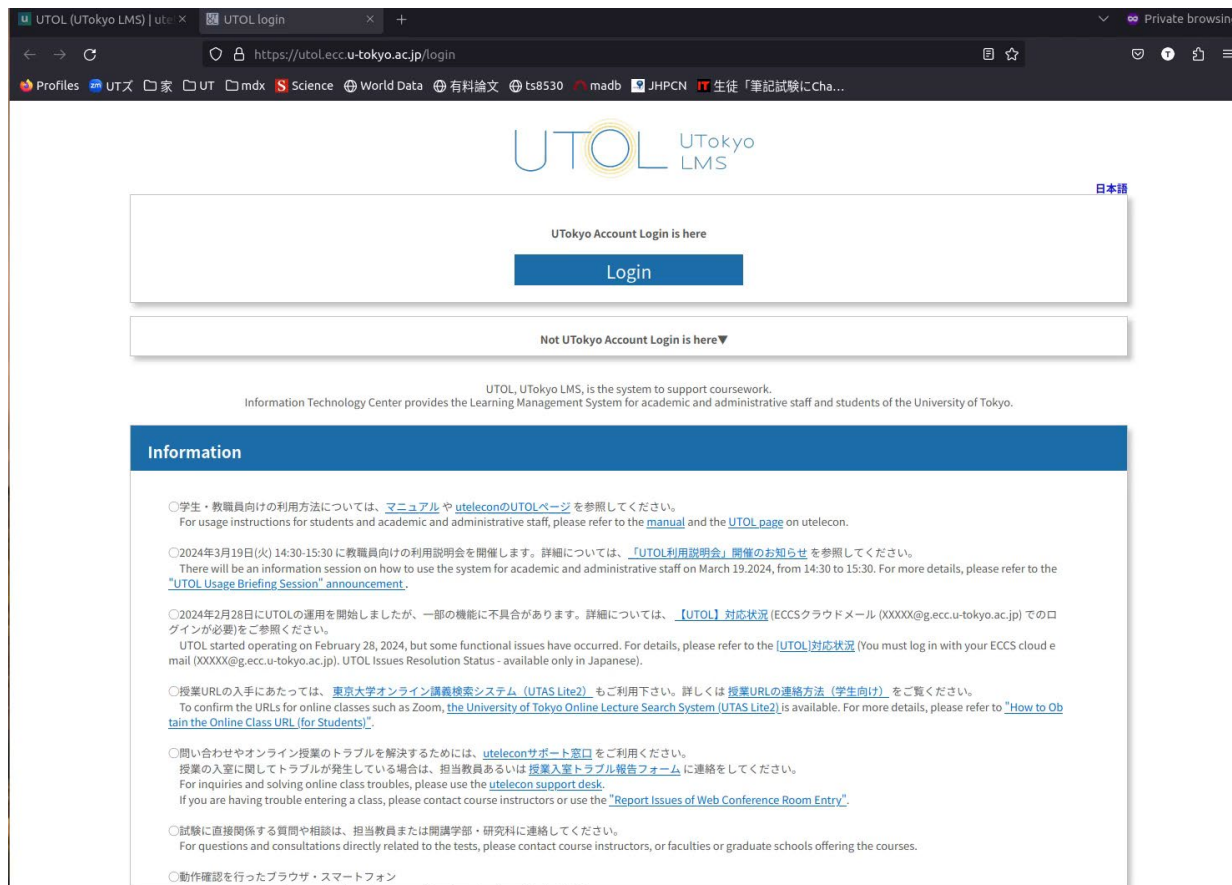 UTOL (UTokyo LMS) | ute
UTOL login
Private browsin
https://utol.ecc.u-tokyo.ac.jp/login
Profiles
UTズ
家
UT
mdx
Science
World Data
有料論文
ts8530
madb
JHPCN
生徒「筆記試験にCha…
UTOL UTokyo
LMS
日本語
UTokyo Account Login is here
Login
Not UTokyo Account Login is here▼
UTOL, UTokyo LMS, is the system to support coursework.
Information Technology Center provides the Learning Management System for academic and administrative staff and students of the University of Tokyo.
Information
○学生・教職員向けの利用方法については、マニュアル や uteleconのUTOLページ を参照してください。
For usage instructions for students and academic and administrative staff, please refer to the manual and the UTOL page on utelecon.
○2024年3月19日(火) 14:30-15:30 に教職員向けの利用説明会を開催します。詳細については、「UTOL利用説明会」開催のお知らせ を参照してください。
There will be an information session on how to use the system for academic and administrative staff on March 19.2024, from 14:30 to 15:30. For more details, please refer to the
"UTOL Usage Briefing Session" announcement .
○2024年2月28日にUTOLの運用を開始しましたが、一部の機能に不具合があります。詳細については、 【UTOL】対応状況 (ECCSクラウドメール (XXXXX@g.ecc.u-tokyo.ac.jp) でのロ
グインが必要)をご参照ください。
UTOL started operating on February 28, 2024, but some functional issues have occurred. For details, please refer to the [UTOL]対応状況 (You must log in with your ECCS cloud e
mail (XXXXX@g.ecc.u-tokyo.ac.jp). UTOL Issues Resolution Status - available only in Japanese).
○授業URLの入手にあたっては、 東京大学オンライン講義検索システム（UTAS Lite2） もご利用下さい。詳しくは 授業URLの連絡方法（学生向け） をご覧ください。
To confirm the URLs for online classes such as Zoom, the University of Tokyo Online Lecture Search System (UTAS Lite2) is available. For more details, please refer to "How to Ob
tain the Online Class URL (for Students)".
○問い合わせやオンライン授業のトラブルを解決するためには、uteleconサポート窓口 をご利用ください。
授業の入室に関してトラブルが発生している場合は、担当教員あるいは 授業入室トラブル報告フォーム に連絡をしてください。
For inquiries and solving online class troubles, please use the utelecon support desk.
If you are having trouble entering a class, please contact course instructors or use the "Report Issues of Web Conference Room Entry".
○試験に直接関係する質問や相談は、担当教員または開講学部・研究科に連絡してください。
For questions and consultations directly related to the tests, please contact course instructors, or faculties or graduate schools offering the courses.
○動作確認を行ったブラウザ・スマートフォン